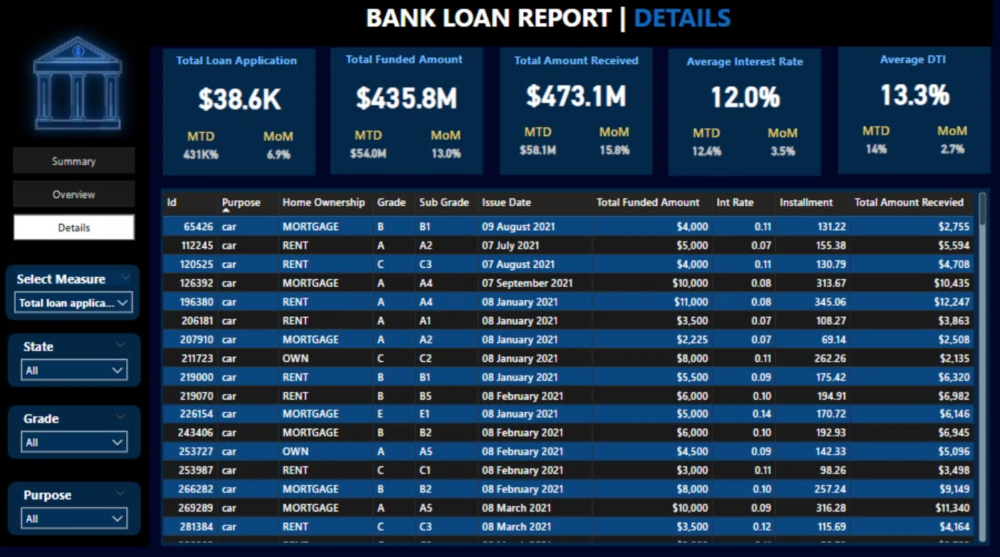 BANK LOAN REPORT | DETAILS
$
Summary
Overview
Details
Select Measure
Total loan applica...
State
All
Grade
All
Purpose
All
Total Loan Application
$38.6K
MTD MoM
431K% 6.9%
Total Funded Amount
$435.8M
MTD MoM
$54.0M 13.0%
Total Amount Received
$473.1M
MTD MoM
$58.1M 15.8%
Average Interest Rate
12.0%
MTD MoM
12.4% 3.5%
Average DTI
13.3%
MTD MoM
14% 2.7%
Id Purpose Home Ownership Grade Sub Grade Issue Date Total Funded Amount Int Rate Installment Total Amount Recevied
65426 car MORTGAGE B B1 09 August 2021 $4,000 0.11 131.22 $2,755
112245 car RENT A A2 07 July 2021 $5,000 0.07 155.38 $5,594
120525 car RENT C C3 07 August 2021 $4,000 0.11 130.79 $4,708
126392 car MORTGAGE A A4 07 September 2021 $10,000 0.08 313.67 $10,435
196380 car RENT A A4 08 January 2021 $11,000 0.08 345.06 $12,247
206181 car RENT A A1 08 January 2021 $3,500 0.07 108.27 $3,863
207910 car MORTGAGE A A2 08 January 2021 $2,225 0.07 69.14 $2,508
211723 car OWN C C2 08 January 2021 $8,000 0.11 262.26 $2,135
219000 car RENT B B1 08 January 2021 $5,500 0.09 175.42 $6,320
219070 car RENT B B5 08 February 2021 $6,000 0.10 194.91 $6,982
226154 car MORTGAGE E E1 08 January 2021 $5,000 0.14 170.72 $6,146
243406 car MORTGAGE B B2 08 February 2021 $6,000 0.10 192.93 $6,945
253727 car OWN A A5 08 February 2021 $4,500 0.09 142.33 $5,096
253987 car RENT C C1 08 February 2021 $3,000 0.11 98.26 $3,498
266282 car MORTGAGE B B2 08 February 2021 $8,000 0.10 257.24 $9,149
269289 car MORTGAGE A A5 08 March 2021 $10,000 0.09 316.28 $11,340
281384 car RENT C C3 08 March 2021 $3,500 0.12 115.69 $4,164